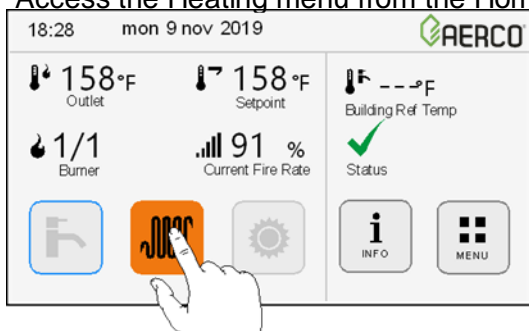 Access the Heating menu from the Hom
18:28 mon 9 nov 2019 AERCO
158°F 158°F ---°F
Outlet Setpoint Building Ref Temp
1/1 91 %
Burner Current Fire Rate Status
INFO MENU